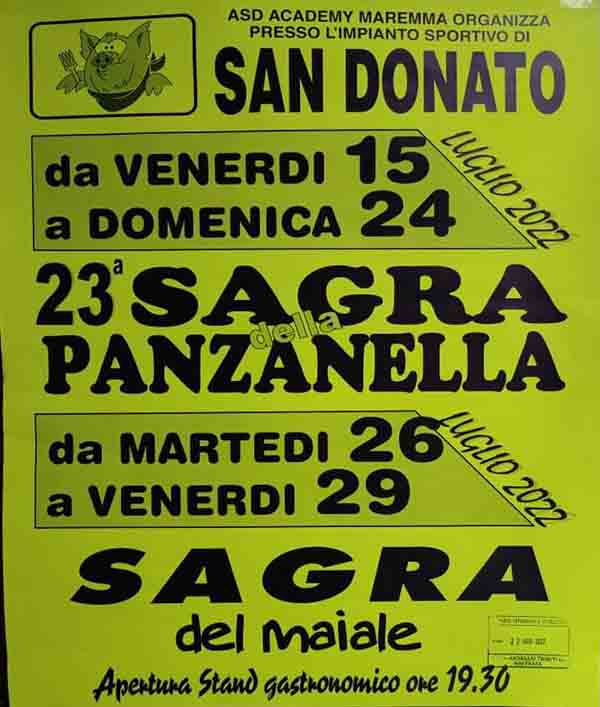 ASD ACADEMY MAREMMA ORGANIZZA
PRESSO L'IMPIANTO SPORTIVO DI
SAN DONATO
da VENERDI 15
a DOMENICA 24
LUGLIO 2022
23ª SAGRA
della
PANZANELLA
da MARTEDI 26
a VENERDI 29
LUGLIO 2022
SAGRA
del maiale
Apertura Stand gastronomico ore 19.30